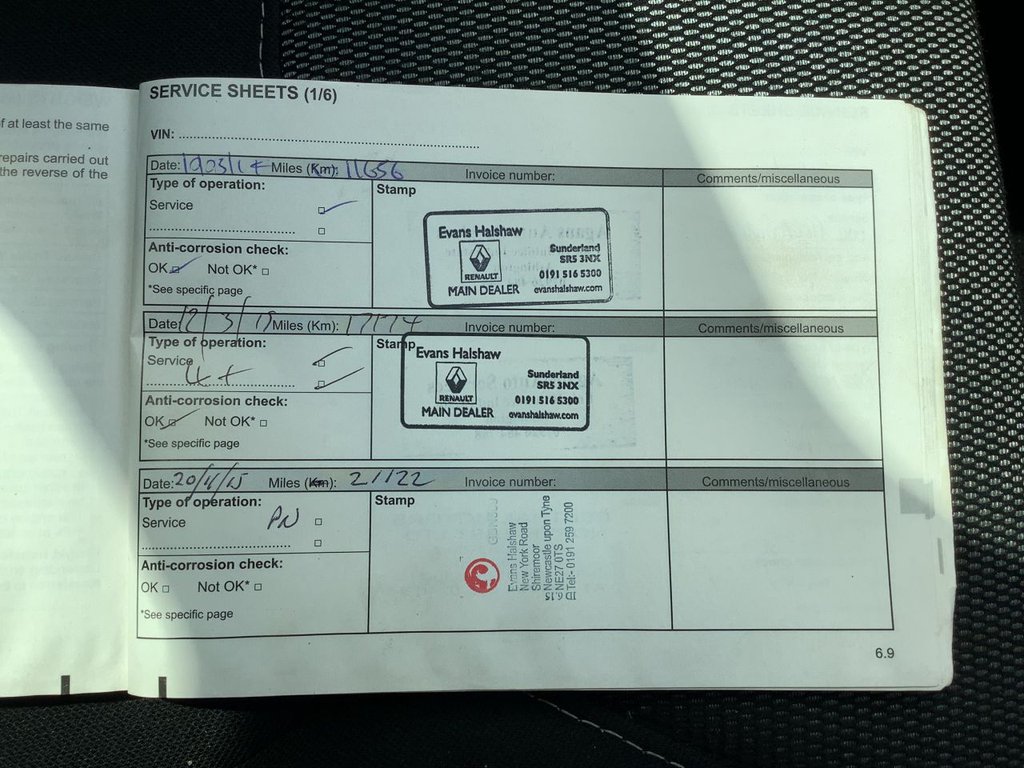 f at least the same
repairs carried out
the reverse of the
SERVICE SHEETS (1/6)
VIN:
Date: Miles (Km): 11656 Invoice number: Comments/miscellaneous
Type of operation: Stamp
Service
Evans Halshaw
Sunderland
SR5 3NX
RENAULT
0191 516 5300
MAIN DEALER evanshalshaw.com
Anti-corrosion check:
OK Not OK*
*See specific page
Date: Miles (Km): Invoice number: Comments/miscellaneous
Type of operation: Stamp
Service
Evans Halshaw
Sunderland
SR5 3NX
RENAULT
0191 516 5300
MAIN DEALER evanshalshaw.com
Anti-corrosion check:
OK Not OK*
*See specific page
Date: 20/11/15 Miles (Km): 21122 Invoice number: Comments/miscellaneous
Type of operation: Stamp
Service
Evans Halshaw
New York Road
Shiremoor
Newcastle upon Tyne
NE27 0TS
Tel:- 0191 259 7200
Anti-corrosion check:
OK Not OK*
*See specific page
6.9